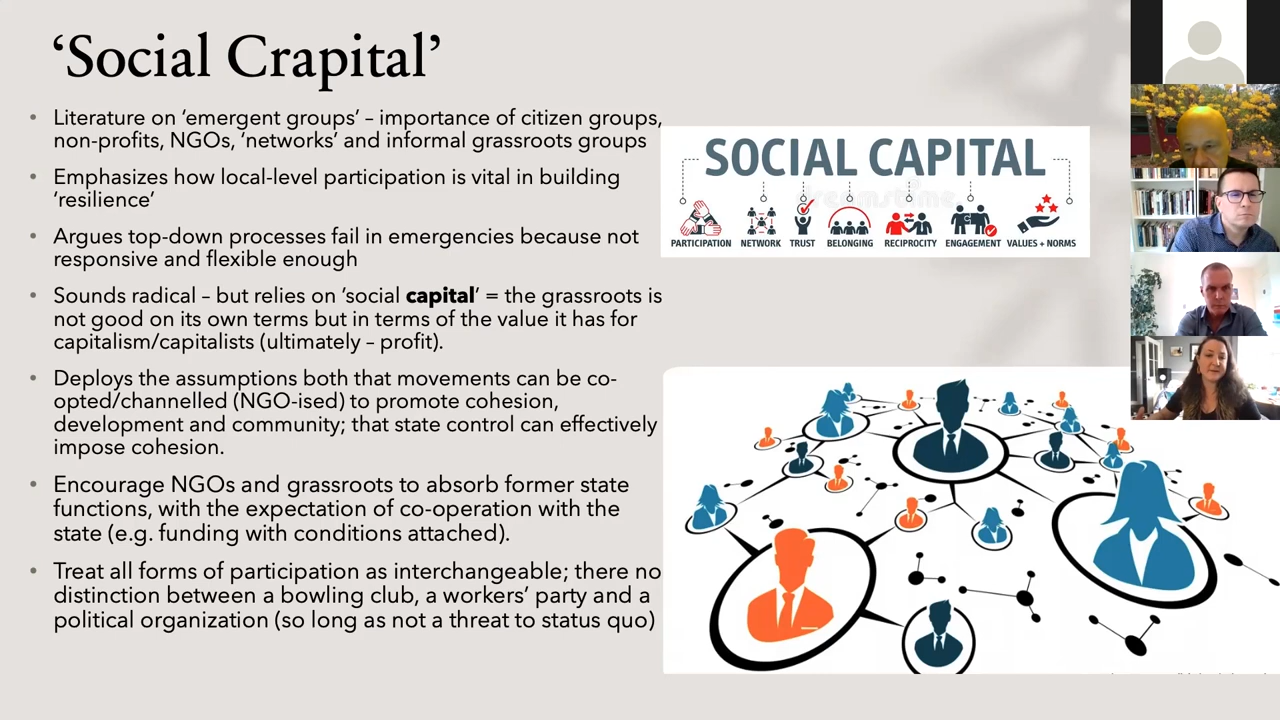 ‘Social Crapital’
Literature on ‘emergent groups’ – importance of citizen groups,
non-profits, NGOs, ‘networks’ and informal grassroots groups
Emphasizes how local-level participation is vital in building
‘resilience’
Argues top-down processes fail in emergencies because not
responsive and flexible enough
Sounds radical – but relies on ‘social capital’ = the grassroots is
not good on its own terms but in terms of the value it has for
capitalism/capitalists (ultimately – profit).
Deploys the assumptions both that movements can be co-
opted/channelled (NGO-ised) to promote cohesion,
development and community; that state control can effectively
impose cohesion.
Encourage NGOs and grassroots to absorb former state
functions, with the expectation of co-operation with the
state (e.g. funding with conditions attached).
Treat all forms of participation as interchangeable; there no
distinction between a bowling club, a workers’ party and a
political organization (so long as not a threat to status quo)
SOCIAL CAPITAL
dreamstime
PARTICIPATION NETWORK TRUST BELONGING RECIPROCITY ENGAGEMENT VALUES + NORMS